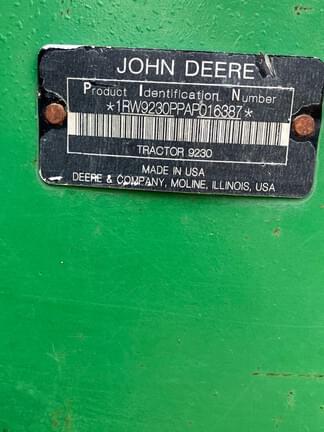 JOHN DEERE
Product Identification Number
*1RW9230PPAP016387*
TRACTOR 9230
MADE IN USA
DEERE & COMPANY, MOLINE, ILLINOIS, USA